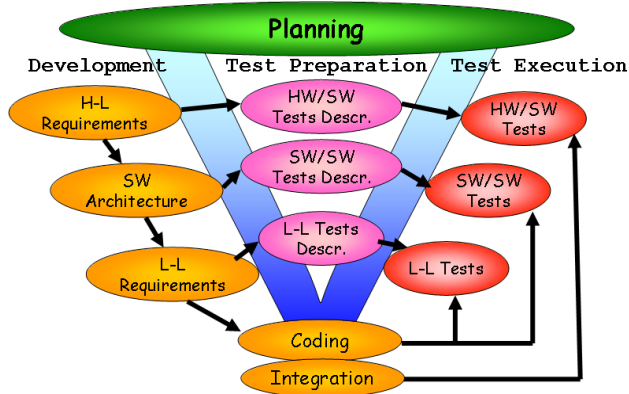 Planning
Development
Test Preparation
Test Execution
H-L
Requirements
HW/SW
Tests Descr.
HW/SW
Tests
SW
Architecture
SW/SW
Tests Descr.
SW/SW
Tests
L-L
Requirements
L-L Tests
Descr.
L-L Tests
Coding
Integration